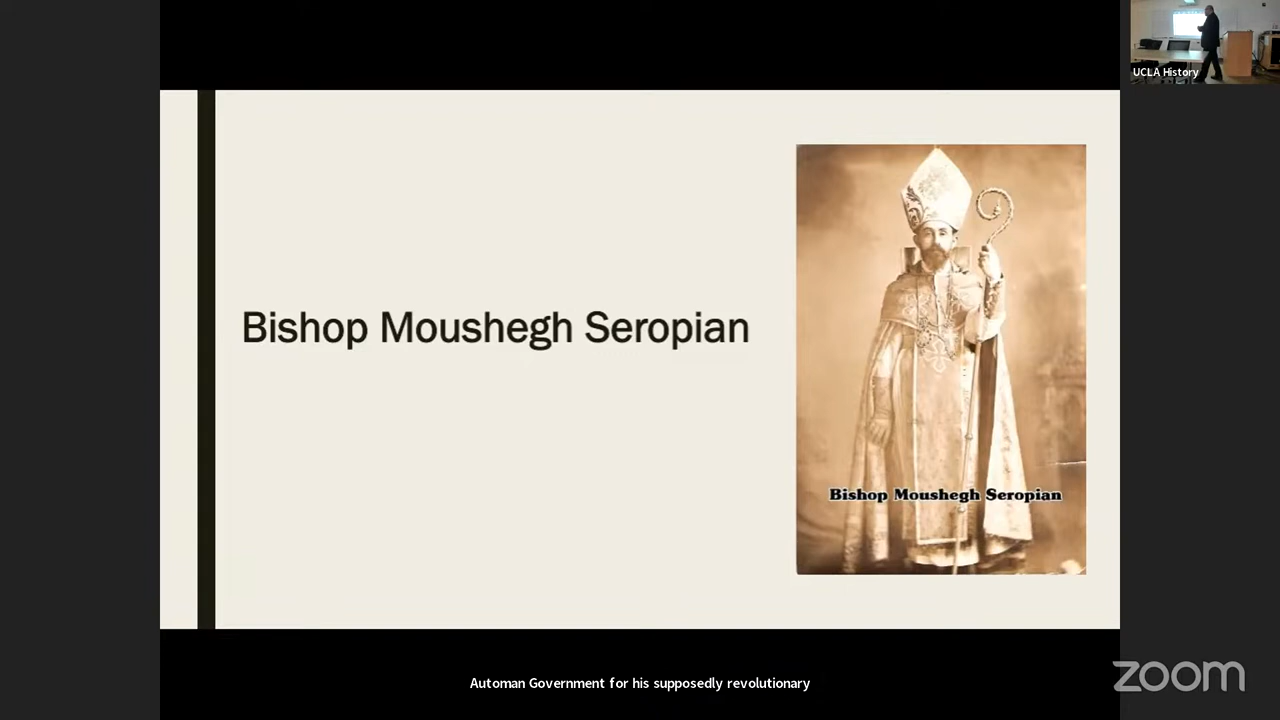 UCLA History
Bishop Moushegh Seropian
Bishop Moushegh Seropian
Automan Government for his supposedly revolutionary
zoom